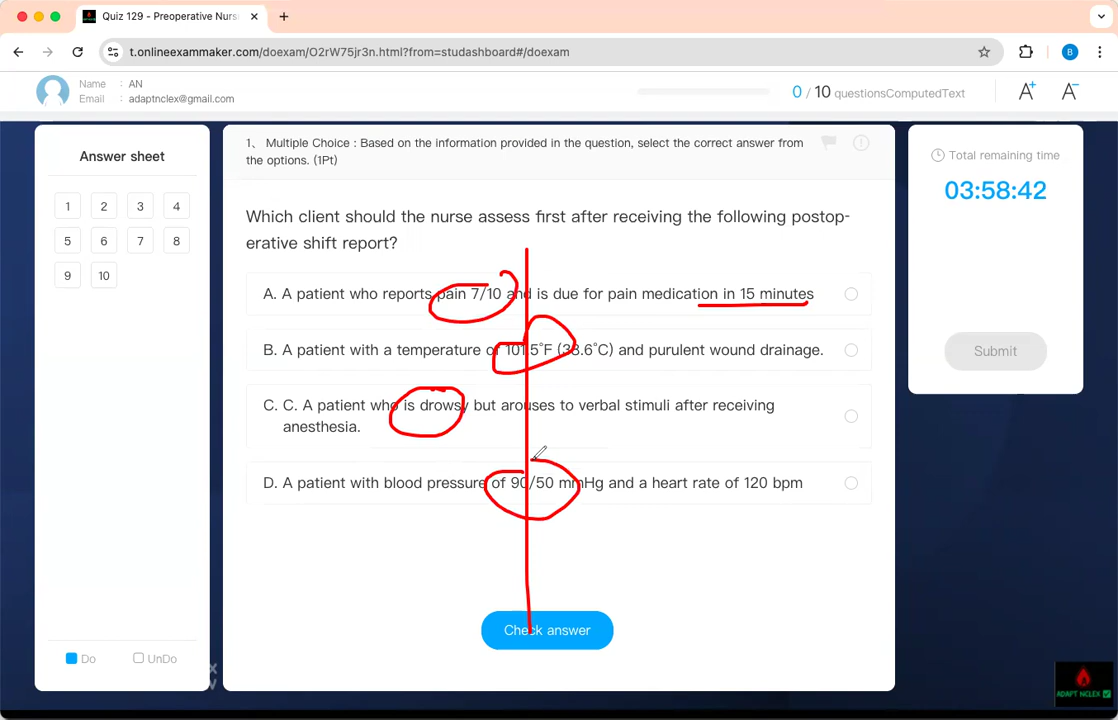 Quiz 129 - Preoperative Nurs
t.onlineexammaker.com/doexam/O2rW75jr3n.html?from=studashboard#/doexam
B
Name : AN
Email : adaptnclex@gmail.com
0 / 10 questionsComputedText
A+ A−
Answer sheet
1 2 3 4
5 6 7 8
9 10
Do UnDo
1、 Multiple Choice : Based on the information provided in the question, select the correct answer from
the options. (1Pt)
Which client should the nurse assess first after receiving the following postop-
erative shift report?
A. A patient who reports pain 7/10 and is due for pain medication in 15 minutes
B. A patient with a temperature of 101.5°F (38.6°C) and purulent wound drainage.
C. C. A patient who is drowsy but arouses to verbal stimuli after receiving
anesthesia.
D. A patient with blood pressure of 90/50 mmHg and a heart rate of 120 bpm
Check answer
Total remaining time
03:58:42
Submit
ADAPT NCLEX